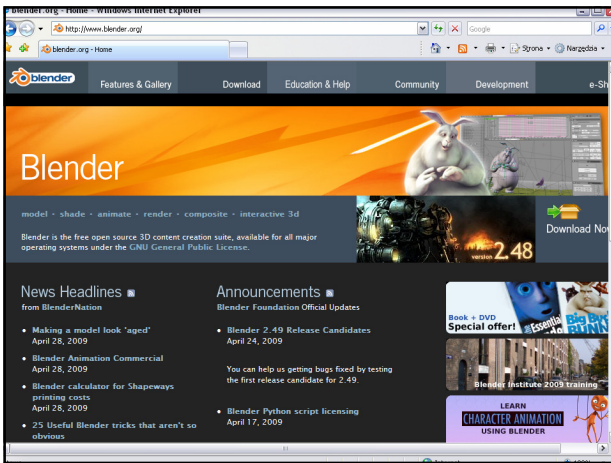 blender.org - Home - Windows Internet Explorer
http://www.blender.org/
Google
blender.org - Home
Strona
Narzędzia
blender
Features & Gallery
Download
Education & Help
Community
Development
e-Sh
Blender
model · shade · animate · render · composite · interactive 3d
Blender is the free open source 3D content creation suite, available for all major
operating systems under the GNU General Public License.
version 2.48
Download Now
News Headlines
from BlenderNation
Making a model look 'aged'
April 28, 2009
Blender Animation Commercial
April 28, 2009
Blender calculator for Shapeways
printing costs
April 28, 2009
25 Useful Blender tricks that aren't so
obvious
Announcements
Blender Foundation Official Updates
Blender 2.49 Release Candidates
April 24, 2009
You can help us getting bugs fixed by testing
the first release candidate for 2.49.
Blender Python script licensing
April 17, 2009
Book + DVD
Special offer!
Essential
Big Buck
BUNNY
Blender Institute 2009 training
LEARN
CHARACTER ANIMATION
USING BLENDER